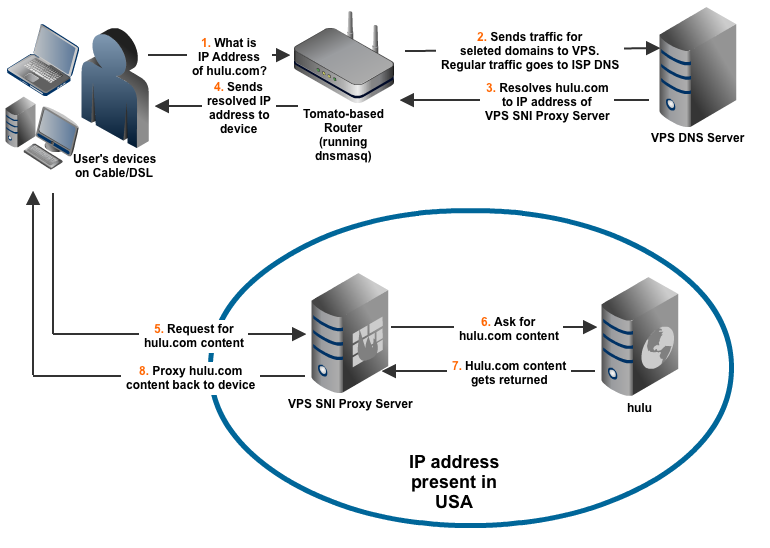 1. What is
IP Address
of hulu.com?
2. Sends traffic for
seleted domains to VPS.
Regular traffic goes to ISP DNS
3. Resolves hulu.com
to IP address of
VPS SNI Proxy Server
4. Sends
resolved IP
address to
device
User's devices
on Cable/DSL
Tomato-based
Router
(running
dnsmasq)
VPS DNS Server
5. Request for
hulu.com content
6. Ask for
hulu.com content
7. Hulu.com content
gets returned
8. Proxy hulu.com
content back to device
VPS SNI Proxy Server
hulu
IP address
present in
USA